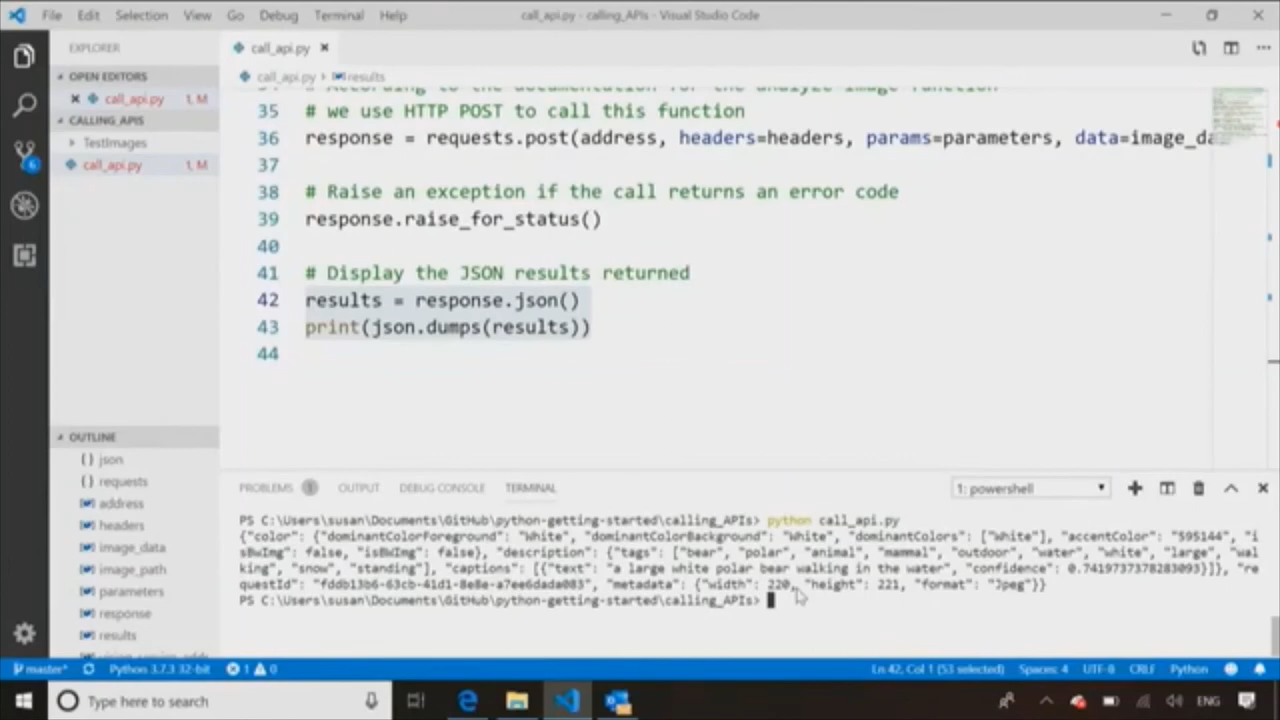 File Edit Selection View Go Debug Terminal Help
call_api.py - calling_APIs - Visual Studio Code
EXPLORER
OPEN EDITORS
call_api.py 1, M
CALLING_APIS
TestImages
call_api.py 1, M
OUTLINE
{} json
{} requests
address
headers
image_data
image_path
parameters
response
results
call_api.py
call_api.py results
35 # we use HTTP POST to call this function
36 response = requests.post(address, headers=headers, params=parameters, data=image_da
37
38 # Raise an exception if the call returns an error code
39 response.raise_for_status()
40
41 # Display the JSON results returned
42 results = response.json()
43 print(json.dumps(results))
44
PROBLEMS 1 OUTPUT DEBUG CONSOLE TERMINAL
1: powershell
PS C:\Users\susan\Documents\GitHub\python-getting-started\calling_APIs> python call_api.py
{"color": {"dominantColorForeground": "White", "dominantColorBackground": "White", "dominantColors": ["White"], "accentColor": "595144", "i
sBwImg": false, "isBWImg": false}, "description": {"tags": ["bear", "polar", "animal", "mammal", "outdoor", "water", "white", "large", "wal
king", "snow", "standing"], "captions": [{"text": "a large white polar bear walking in the water", "confidence": 0.7419737378283093}]}, "re
questId": "fddb13b6-63cb-41d1-8e8e-a7ee6dada083", "metadata": {"width": 220, "height": 221, "format": "Jpeg"}}
PS C:\Users\susan\Documents\GitHub\python-getting-started\calling_APIs>
master* Python 3.7.3 32-bit 1 0 Ln 42, Col 1 (53 selected) Spaces: 4 UTF-8 CRLF Python
Type here to search
ENG